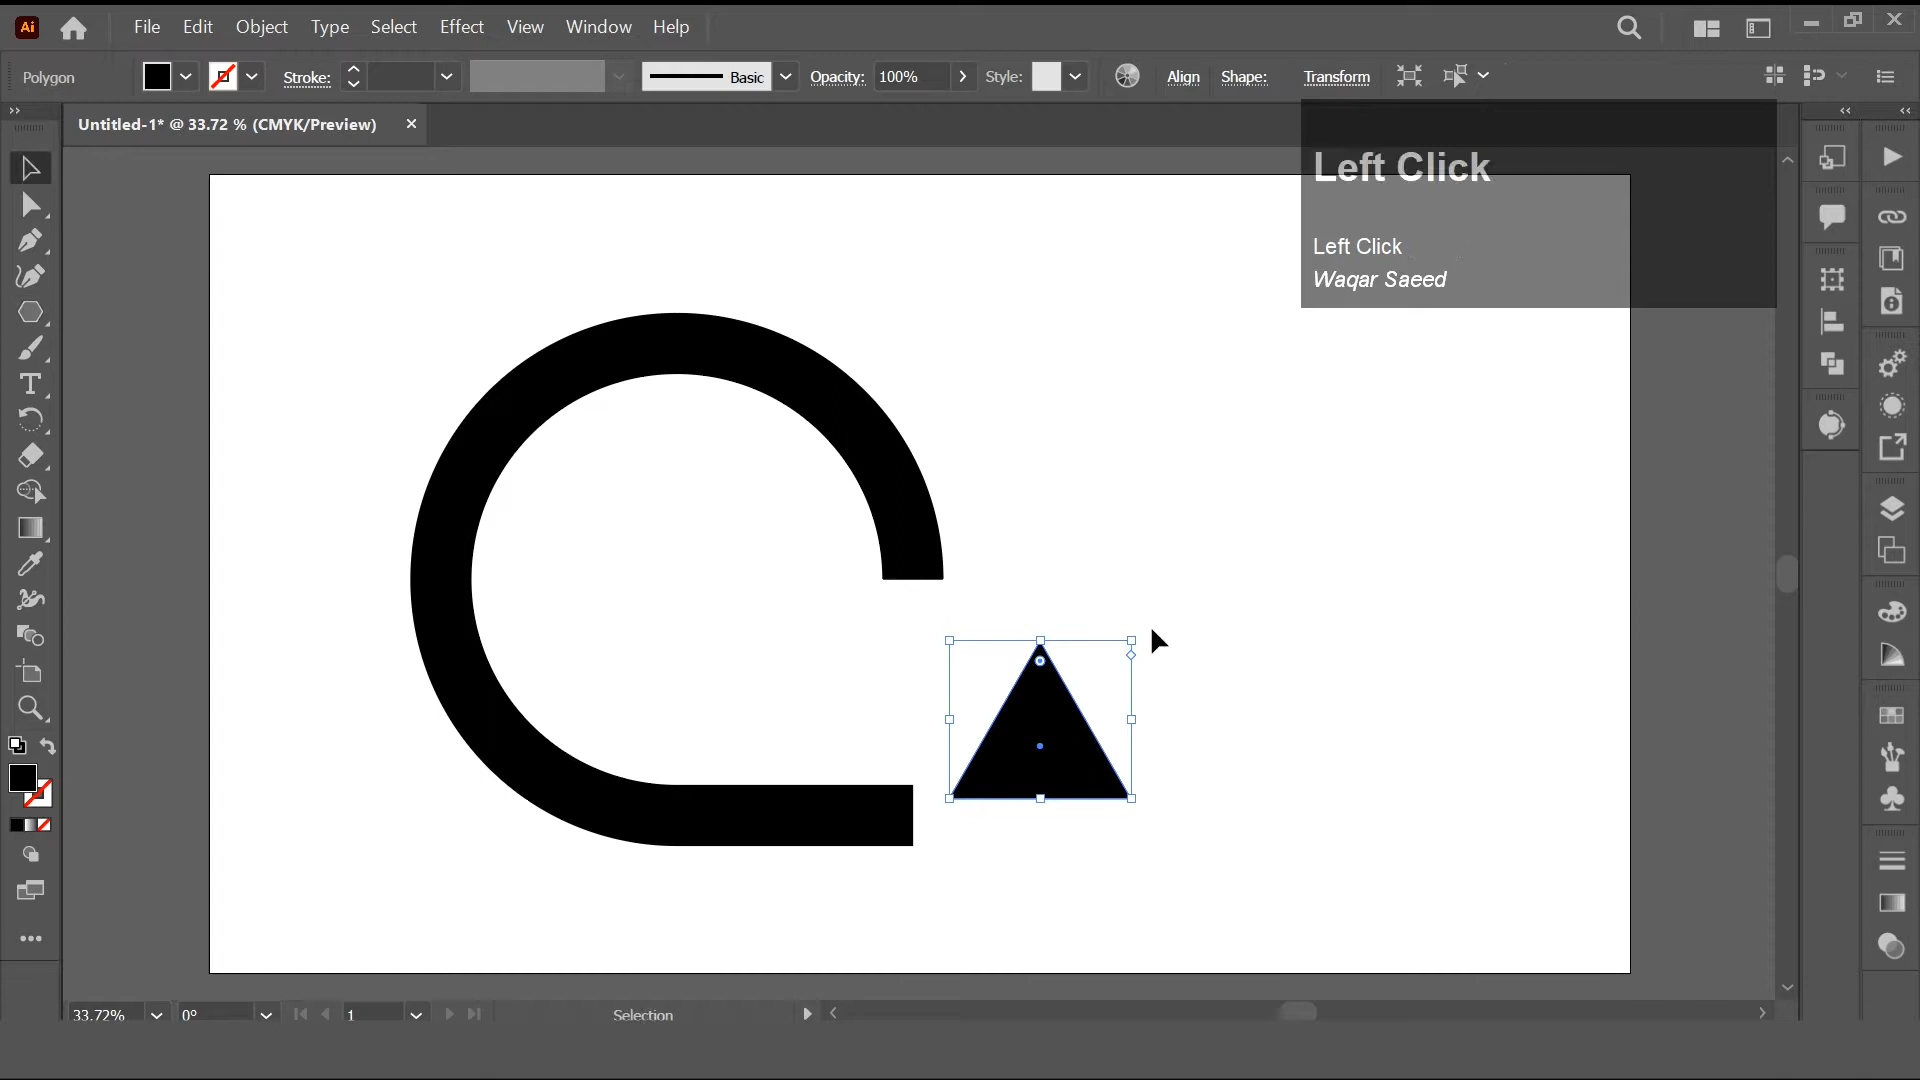 Ai File Edit Object Type Select Effect View Window Help
Polygon Stroke: Basic Opacity: 100% Style: Align Shape: Transform
Untitled-1* @ 33.72 % (CMYK/Preview)
Left Click
Left Click
Waqar Saeed
33.72% 0° 1 Selection